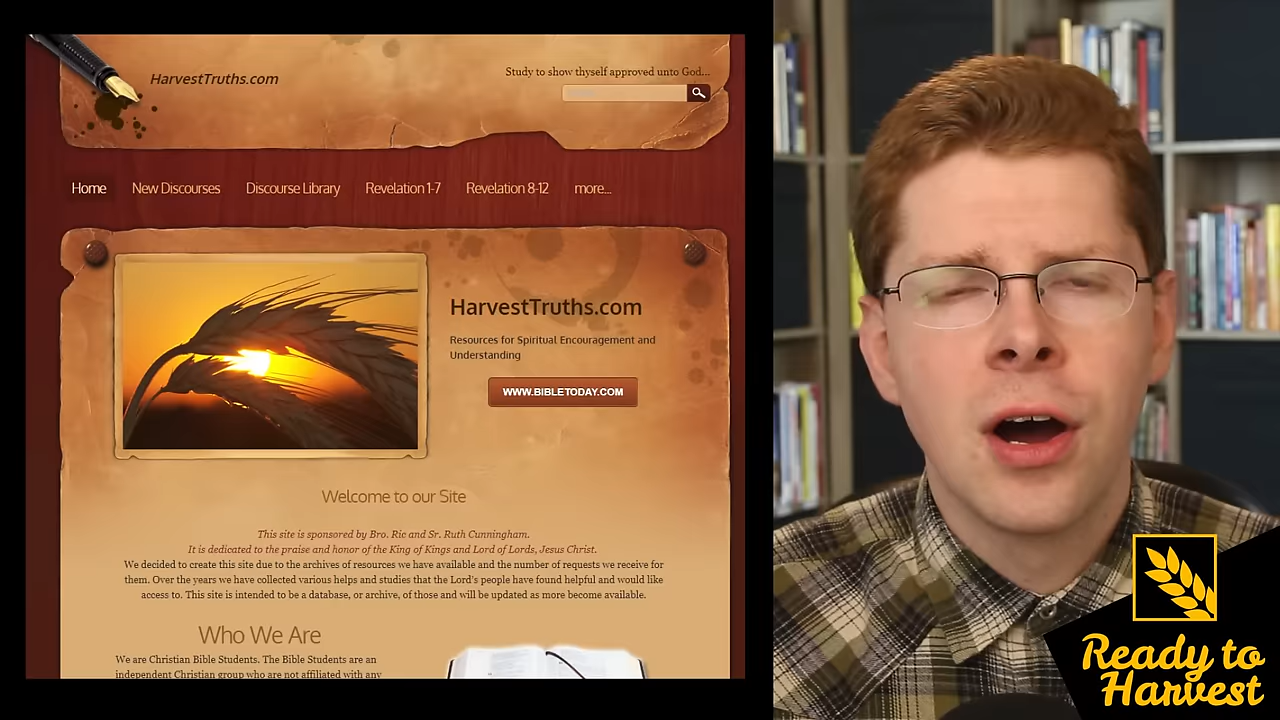 HarvestTruths.com
Study to show thyself approved unto God...
Home New Discourses Discourse Library Revelation 1-7 Revelation 8-12 more...
HarvestTruths.com
Resources for Spiritual Encouragement and
Understanding
WWW.BIBLETODAY.COM
Welcome to our Site
This site is sponsored by Bro. Ric and Sr. Ruth Cunningham.
It is dedicated to the praise and honor of the King of Kings and Lord of Lords, Jesus Christ.
We decided to create this site due to the archives of resources we have available and the number of requests we receive for
them. Over the years we have collected various helps and studies that the Lord's people have found helpful and would like
access to. This site is intended to be a database, or archive, of those and will be updated as more become available.
Who We Are
We are Christian Bible Students. The Bible Students are an
independent Christian group who are not affiliated with any
Ready to
Harvest